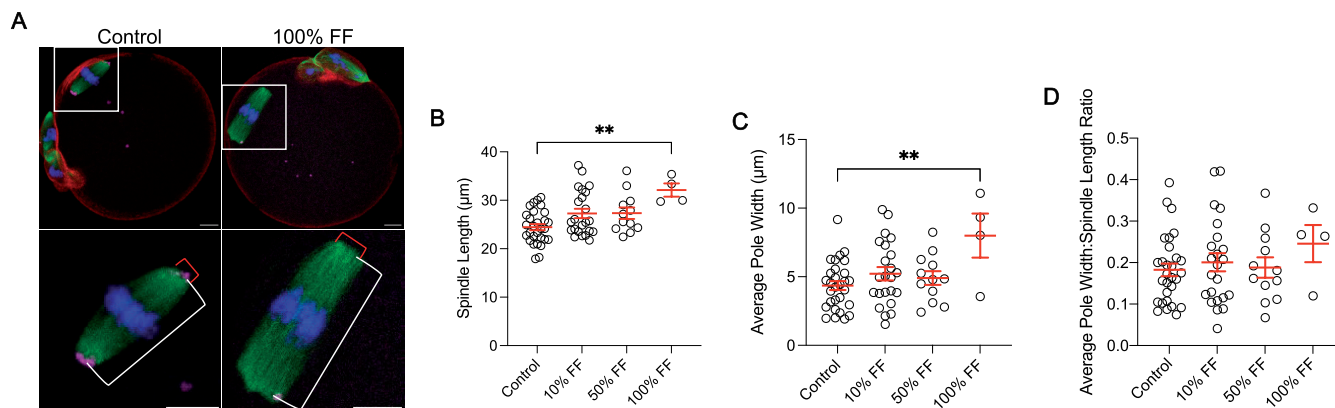 A
Control
100% FF
B
**
Spindle Length (µm)
40
30
20
10
0
Control
10% FF
50% FF
100% FF
C
**
Average Pole Width (µm)
15
10
5
0
Control
10% FF
50% FF
100% FF
D
Average Pole Width:Spindle Length Ratio
0.5
0.4
0.3
0.2
0.1
0.0
Control
10% FF
50% FF
100% FF